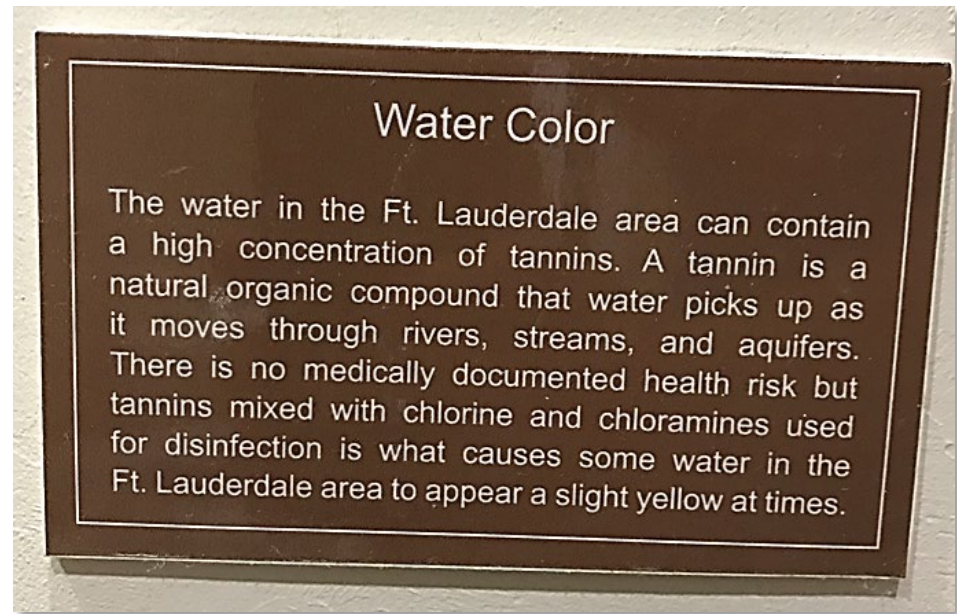 Water Color
The water in the Ft. Lauderdale area can contain
a high concentration of tannins. A tannin is a
natural organic compound that water picks up as
it moves through rivers, streams, and aquifers.
There is no medically documented health risk but
tannins mixed with chlorine and chloramines used
for disinfection is what causes some water in the
Ft. Lauderdale area to appear a slight yellow at times.